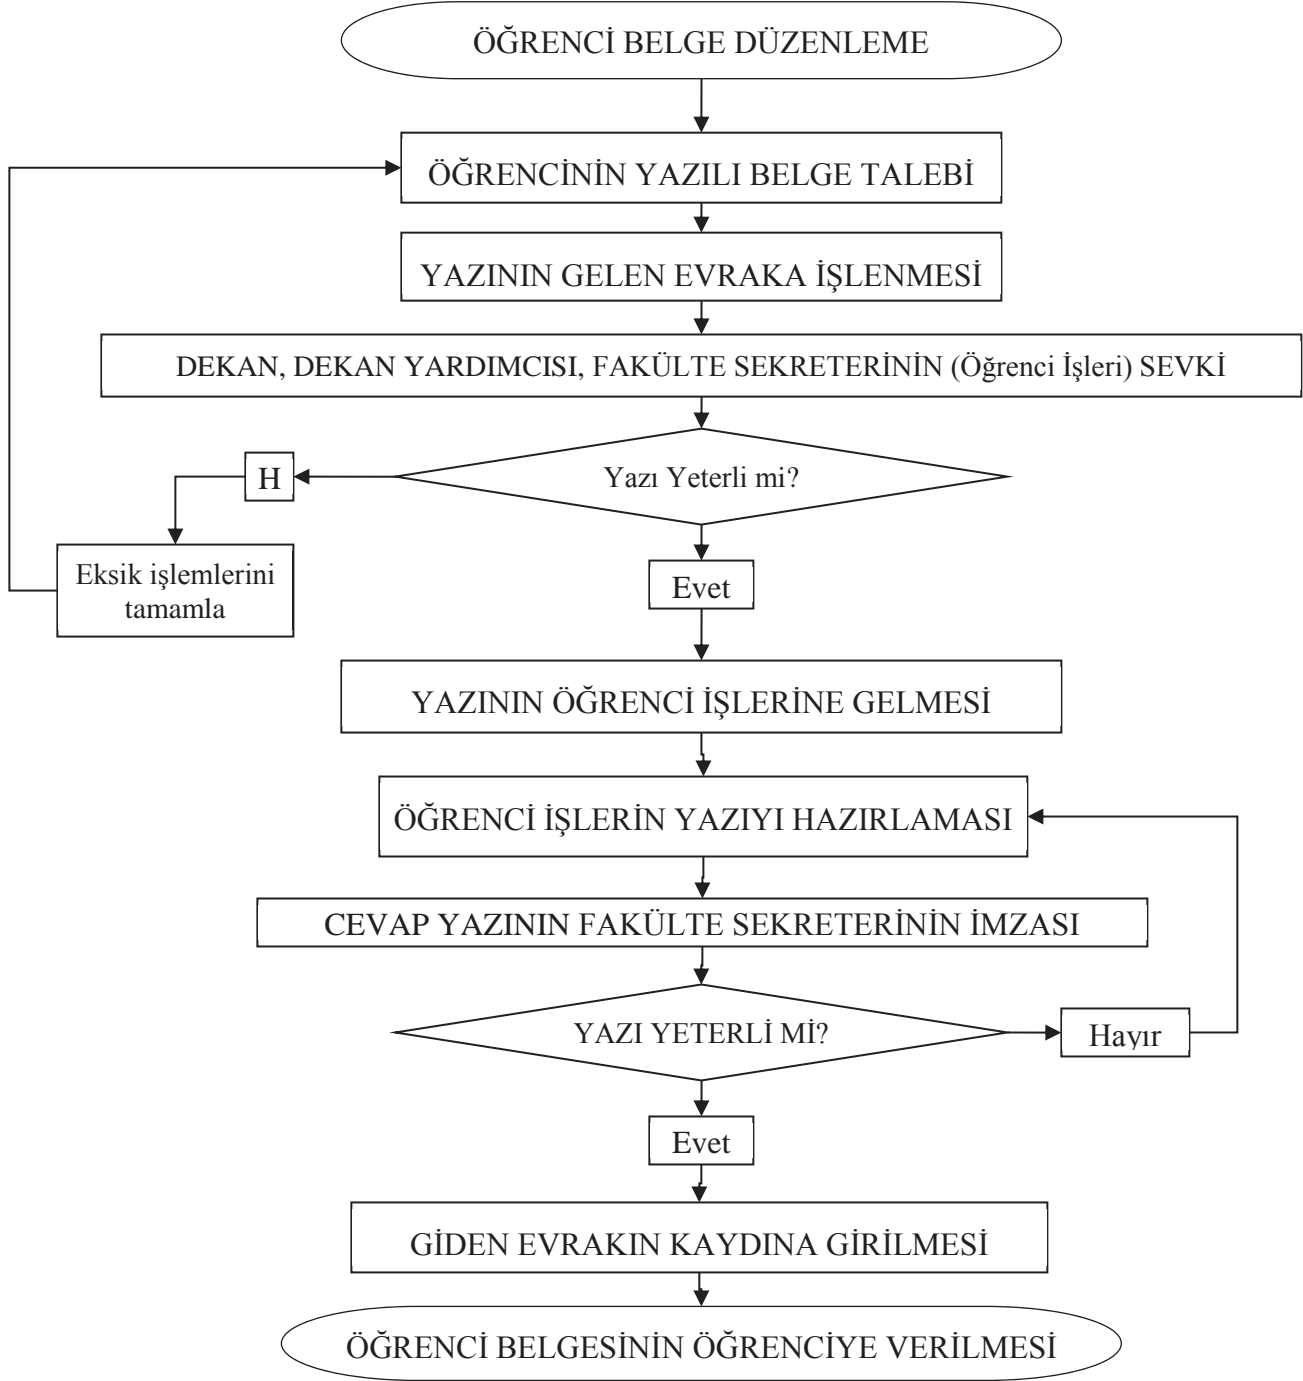 ÖĞRENCİ BELGE DÜZENLEME
ÖĞRENCİNİN YAZILI BELGE TALEBİ
YAZININ GELEN EVRAKA İŞLENMESİ
DEKAN, DEKAN YARDIMCISI, FAKÜLTE SEKRETERİNİN (Öğrenci İşleri) SEVKİ
Yazı Yeterli mi?
H
Eksik işlemlerini
tamamla
Evet
YAZININ ÖĞRENCİ İŞLERİNE GELMESİ
ÖĞRENCİ İŞLERİN YAZIYI HAZIRLAMASI
CEVAP YAZININ FAKÜLTE SEKRETERİNİN İMZASI
YAZI YETERLİ Mİ?
Hayır
Evet
GİDEN EVRAKIN KAYDINA GİRİLMESİ
ÖĞRENCİ BELGESİNİN ÖĞRENCİYE VERİLMESİ